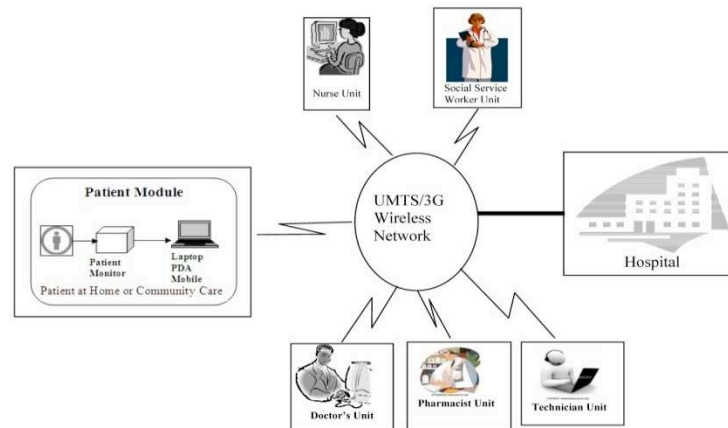 Nurse Unit
Social Service
Worker Unit
Patient Module
Patient
Monitor
Laptop
PDA
Mobile
Patient at Home or Community Care
UMTS/3G
Wireless
Network
Hospital
Doctor's Unit
Pharmacist Unit
Technician Unit